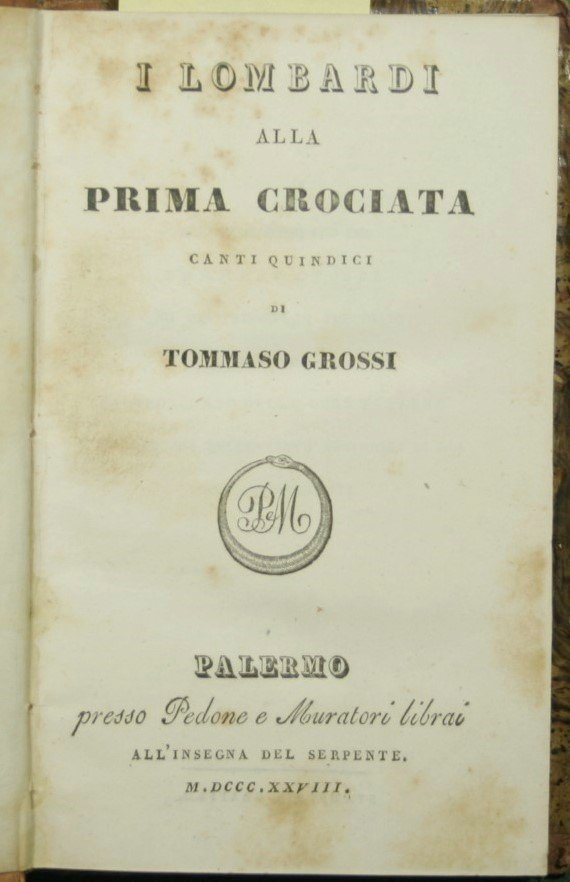 I LOMBARDI
ALLA
PRIMA CROCIATA
CANTI QUINDICI
DI
TOMMASO GROSSI
PeM
PALERMO
presso Pedone e Muratori librai
ALL'INSEGNA DEL SERPENTE.
M.DCCC.XXVIII.